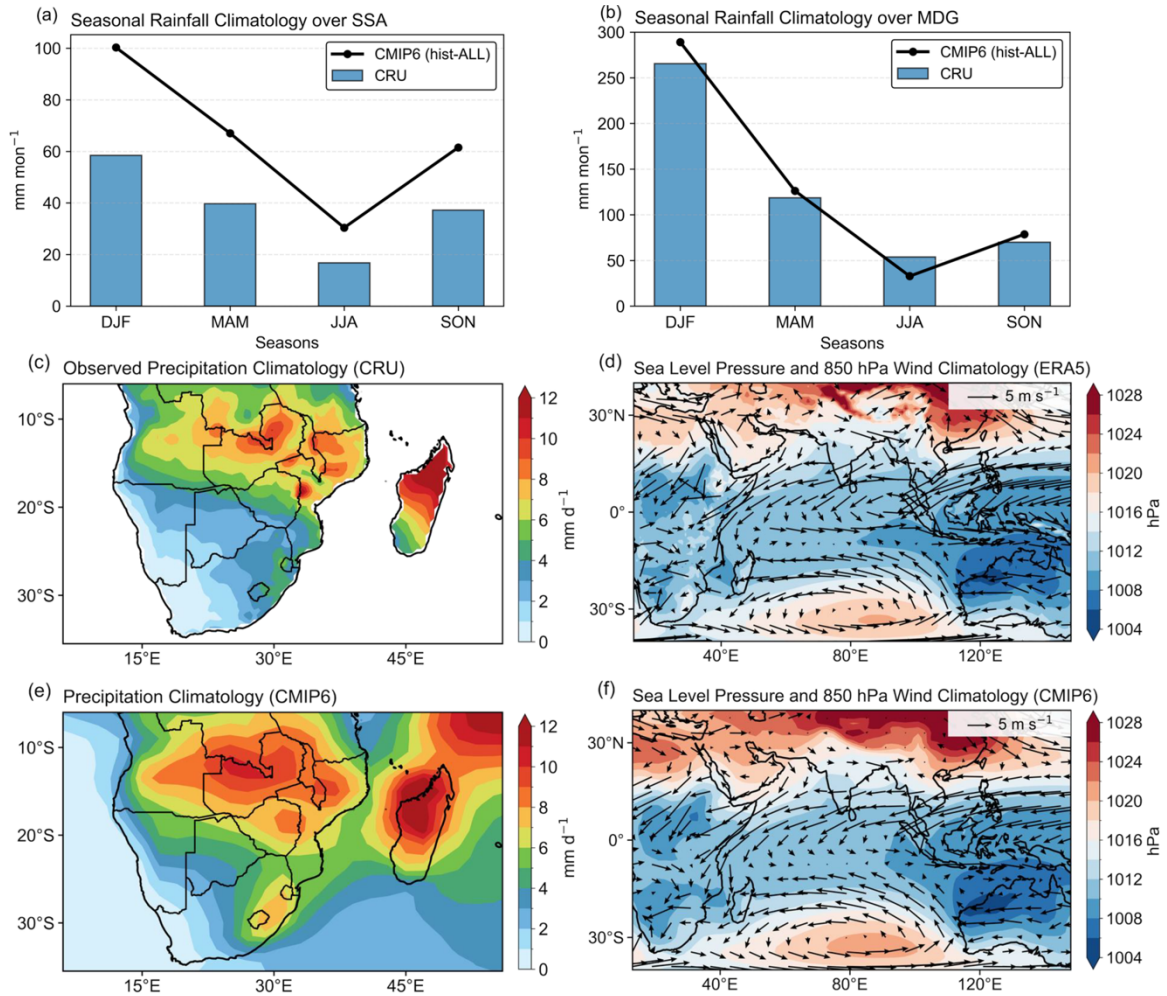 (a) Seasonal Rainfall Climatology over SSA
100
80
60
40
20
0
mm mon⁻¹
CMIP6 (hist-ALL)
CRU
DJF MAM JJA SON
Seasons
(b) Seasonal Rainfall Climatology over MDG
300
250
200
150
100
50
0
mm mon⁻¹
CMIP6 (hist-ALL)
CRU
DJF MAM JJA SON
Seasons
(c) Observed Precipitation Climatology (CRU)
10°S
20°S
30°S
15°E 30°E 45°E
12
10
8
6
4
2
0
mm d⁻¹
(d) Sea Level Pressure and 850 hPa Wind Climatology (ERA5)
5 m s⁻¹
30°N
0°
30°S
40°E 80°E 120°E
1028
1024
1020
1016
1012
1008
1004
hPa
(e) Precipitation Climatology (CMIP6)
10°S
20°S
30°S
15°E 30°E 45°E
12
10
8
6
4
2
0
mm d⁻¹
(f) Sea Level Pressure and 850 hPa Wind Climatology (CMIP6)
5 m s⁻¹
30°N
0°
30°S
40°E 80°E 120°E
1028
1024
1020
1016
1012
1008
1004
hPa